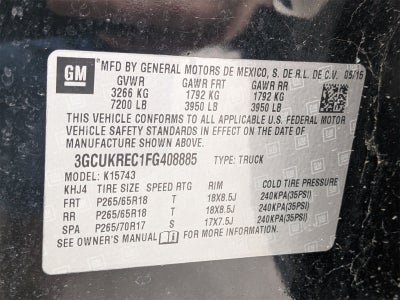 GM
MFD BY GENERAL MOTORS DE MEXICO, S. DE R.L. DE C.V. 05/15
GVWR GAWR FRT GAWR RR
3266 KG 1792 KG 1792 KG
7200 LB 3950 LB 3950 LB
THIS VEHICLE CONFORMS TO ALL APPLICABLE U.S. FEDERAL MOTOR
VEHICLE SAFETY STANDARDS IN EFFECT ON THE DATE OF
MANUFACTURE SHOWN ABOVE.
3GCUKREC1FG408885 TYPE: TRUCK
MODEL: K15743
KHJ4 TIRE SIZE SPEED RTG RIM COLD TIRE PRESSURE
FRT P265/65R18 T 18X8.5J 240KPA(35PSI)
RR P265/65R18 T 18X8.5J 240KPA(35PSI)
SPA P265/70R17 S 17X7.5J 240KPA(35PSI)
SEE OWNER'S MANUAL FOR MORE INFORMATION.